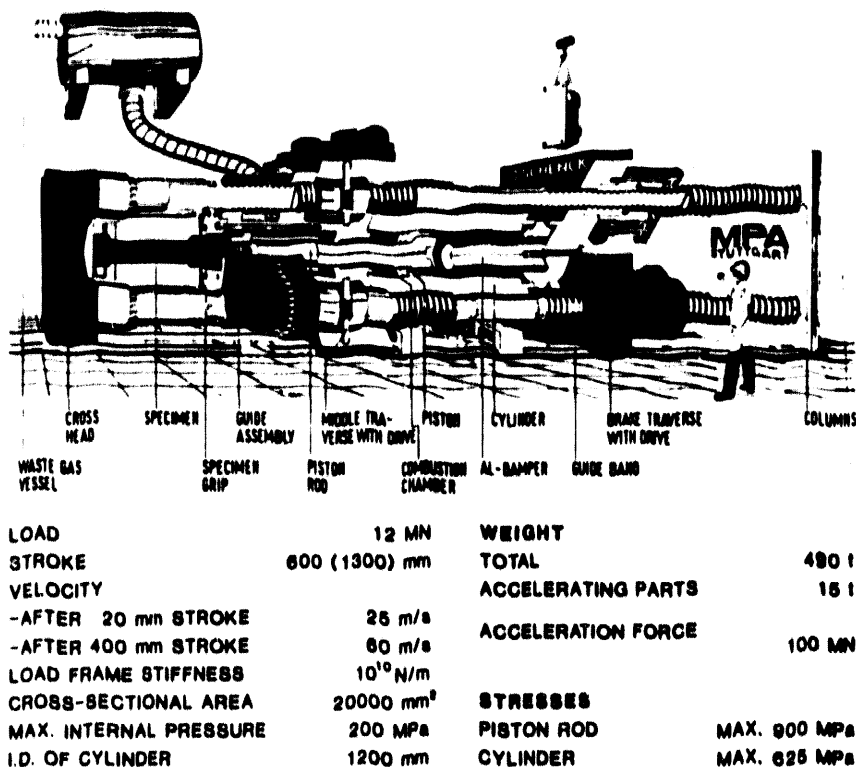 MPA
STUTTGART
CROSS HEAD
SPECIMEN
GUIDE ASSEMBLY
MIDDLE TRA-
VERSE WITH DRIVE
PISTON
CYLINDER
BRAKE TRAVERSE
WITH DRIVE
COLUMNS
WASTE GAS
VESSEL
SPECIMEN
GRIP
PISTON
ROD
COMBUSTION
CHAMBER
AL-DAMPER
GUIDE BAND
LOAD 12 MN
STROKE 600 (1300) mm
VELOCITY
-AFTER 20 mm STROKE 25 m/s
-AFTER 400 mm STROKE 60 m/s
LOAD FRAME STIFFNESS 10¹⁰ N/m
CROSS-SECTIONAL AREA 20000 mm²
MAX. INTERNAL PRESSURE 200 MPa
I.D. OF CYLINDER 1200 mm
WEIGHT
TOTAL 490 t
ACCELERATING PARTS 15 t
ACCELERATION FORCE
100 MN
STRESSES
PISTON ROD MAX. 900 MPa
CYLINDER MAX. 625 MPa